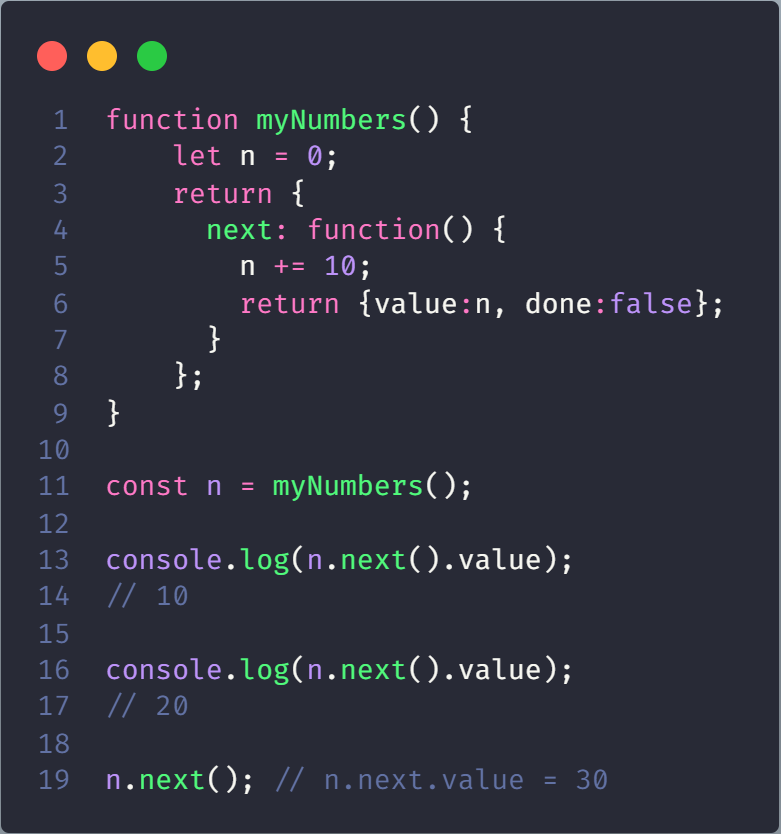 1 function myNumbers() {
2 let n = 0;
3 return {
4 next: function() {
5 n += 10;
6 return {value:n, done:false};
7 }
8 };
9 }
10
11 const n = myNumbers();
12
13 console.log(n.next().value);
14 // 10
15
16 console.log(n.next().value);
17 // 20
18
19 n.next(); // n.next.value = 30